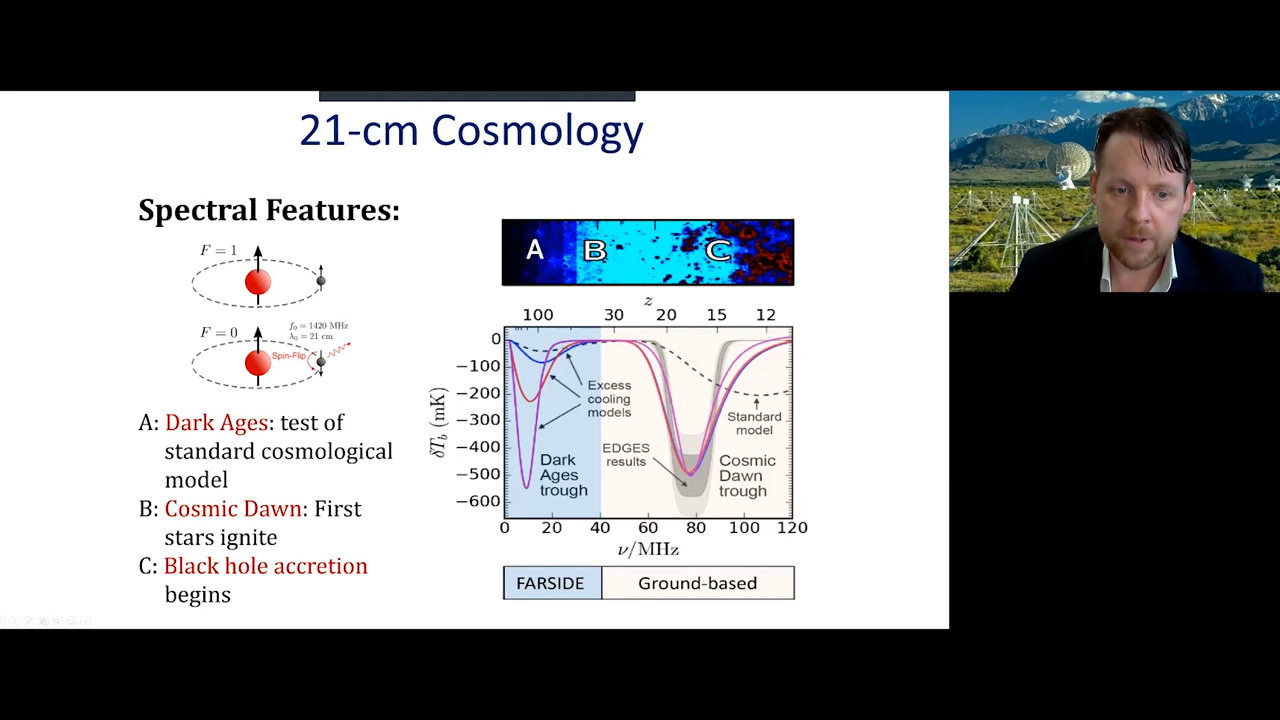 21-cm Cosmology
Spectral Features:
F = 1
F = 0
f₀ = 1420 MHz
λ₀ = 21 cm
Spin-Flip
A: Dark Ages: test of
standard cosmological
model
B: Cosmic Dawn: First
stars ignite
C: Black hole accretion
begins
A B C
z
100 30 20 15 12
0
−100
−200
−300
−400
−500
−600
δT_b (mK)
Excess
cooling
models
Standard
model
EDGES
results
Dark
Ages
trough
Cosmic
Dawn
trough
0 20 40 60 80 100 120
ν/MHz
FARSIDE
Ground-based